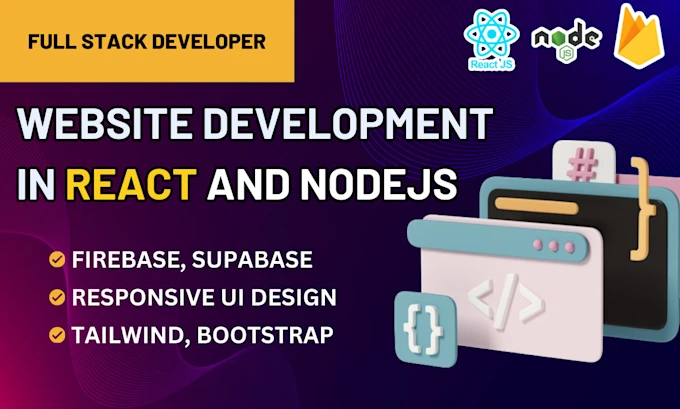 FULL STACK DEVELOPER
React JS
node
JS
WEBSITE DEVELOPMENT
IN REACT AND NODEJS
FIREBASE, SUPABASE
RESPONSIVE UI DESIGN
TAILWIND, BOOTSTRAP
#
}
</>
{}